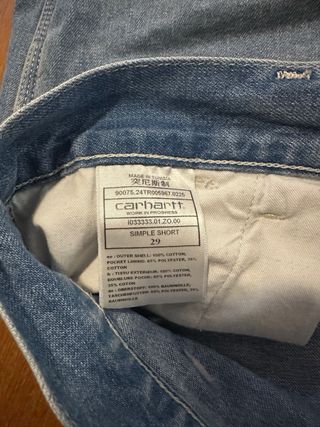 MADE IN TUNISIA
突尼斯制
90075.24TR005967.0225
carhartt
WORK IN PROGRESS
I033333.01.ZO.00
SIMPLE SHORT
29
en - OUTER SHELL: 100% COTTON,
POCKET LINING: 65% POLYESTER, 35%
COTTON
fr - TISSU EXTERIEUR: 100% COTON,
DOUBLURE POCHE: 65% POLYESTER,
35% COTON
de - OBERSTOFF: 100% BAUMWOLLE,
TASCHENFUTTER: 65% POLYESTER, 35%
BAUMWOLLE